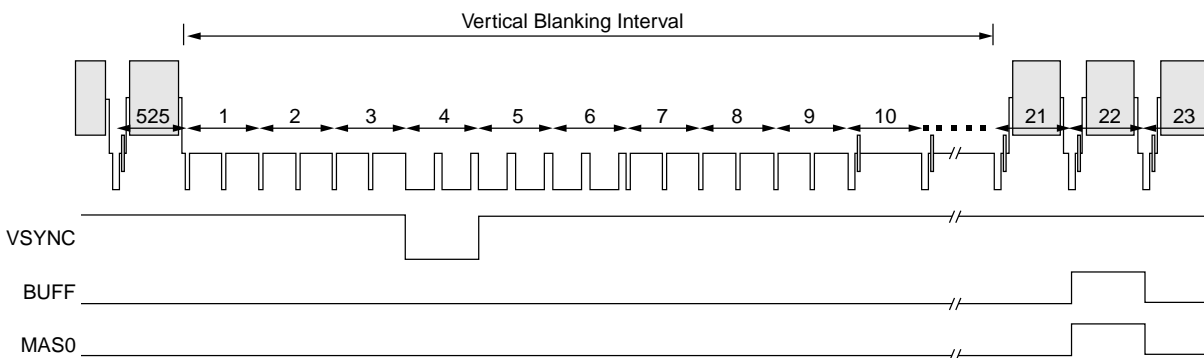 Vertical Blanking Interval
525 1 2 3 4 5 6 7 8 9 10 21 22 23
VSYNC
BUFF
MAS0